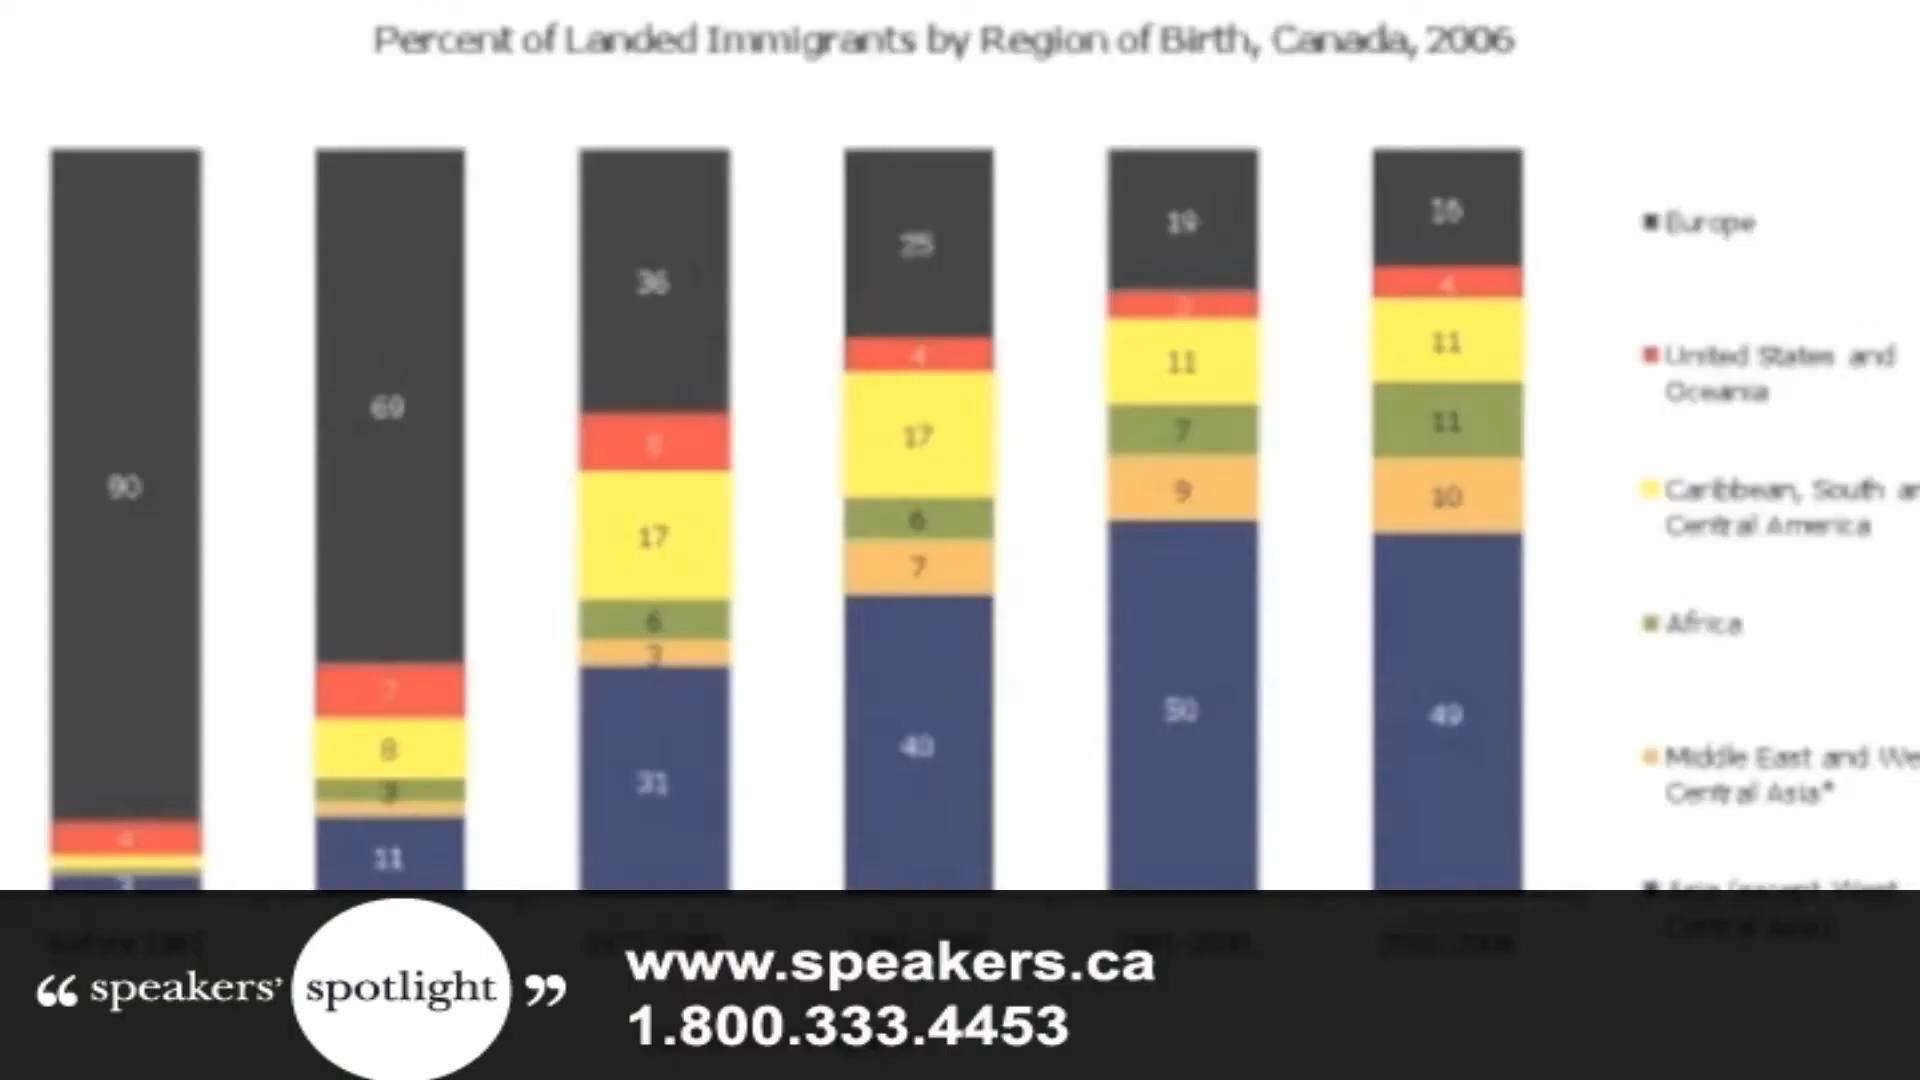 Percent of Landed Immigrants by Region of Birth, Canada, 2006
90
4
69
7
8
3
11
36
17
6
3
31
25
4
17
6
7
40
19
11
7
9
50
16
4
11
11
10
49
Europe
United States and
Oceania
Caribbean, South
Central America
Africa
Middle East and
Central Asia*
“ speakers’ spotlight ”
www.speakers.ca
1.800.333.4453